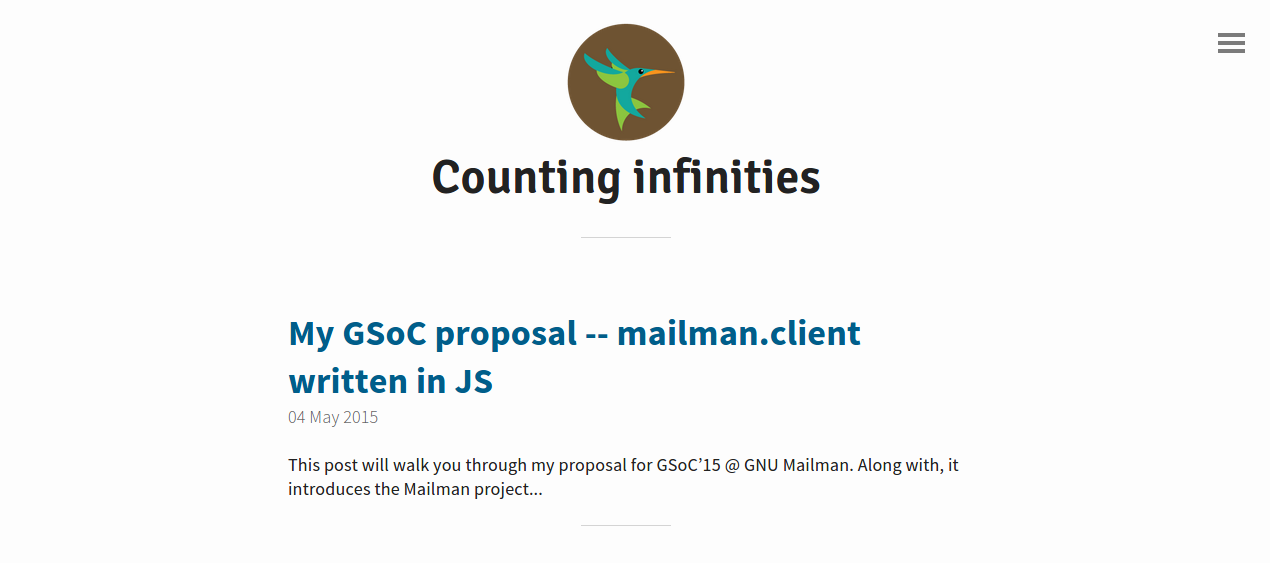 Counting infinities
My GSoC proposal -- mailman.client
written in JS
04 May 2015
This post will walk you through my proposal for GSoC’15 @ GNU Mailman. Along with, it
introduces the Mailman project...